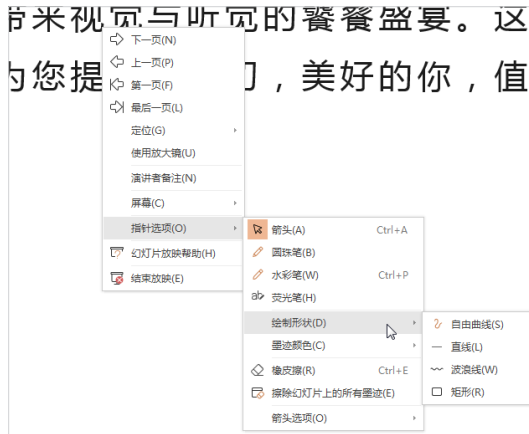 带来视觉与听觉的饕餮盛宴。这
为您提
，美好的你，值
下一页(N)
上一页(P)
第一页(F)
最后一页(L)
定位(G)
使用放大镜(U)
演讲者备注(N)
屏幕(C)
指针选项(O)
幻灯片放映帮助(H)
结束放映(E)
箭头(A) Ctrl+A
圆珠笔(B)
水彩笔(W) Ctrl+P
荧光笔(H)
绘制形状(D)
墨迹颜色(C)
橡皮擦(R) Ctrl+E
擦除幻灯片上的所有墨迹(E)
箭头选项(O)
自由曲线(S)
直线(L)
波浪线(W)
矩形(R)